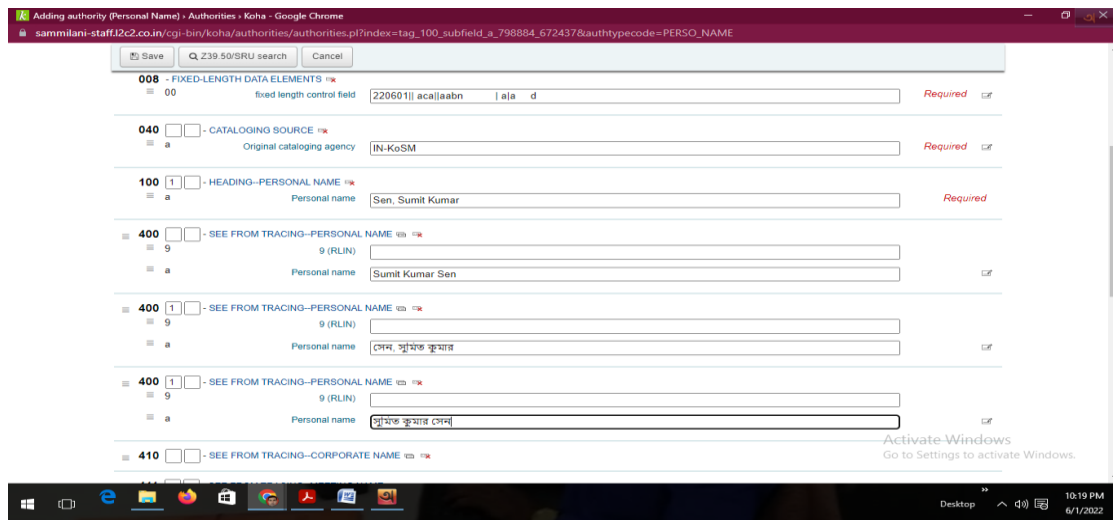 Adding authority (Personal Name) › Authorities › Koha - Google Chrome
sammilani-staff.l2c2.co.in/cgi-bin/koha/authorities/authorities.pl?index=tag_100_subfield_a_798884_672437&authtypecode=PERSO_NAME
Save Q Z39.50/SRU search Cancel
008 - FIXED-LENGTH DATA ELEMENTS
00 fixed length control field 220601|| aca||aabn | a|a d Required
040 - CATALOGING SOURCE
a Original cataloging agency IN-KoSM Required
100 1 - HEADING--PERSONAL NAME
a Personal name Sen, Sumit Kumar Required
400 - SEE FROM TRACING--PERSONAL NAME
9 9 (RLIN)
a Personal name Sumit Kumar Sen
400 1 - SEE FROM TRACING--PERSONAL NAME
9 9 (RLIN)
a Personal name সেন, সুমিত কুমার
400 1 - SEE FROM TRACING--PERSONAL NAME
9 9 (RLIN)
a Personal name সুমিত কুমার সেন
Activate Windows
410 - SEE FROM TRACING--CORPORATE NAME
Go to Settings to activate Windows.
Desktop
10:19 PM
6/1/2022